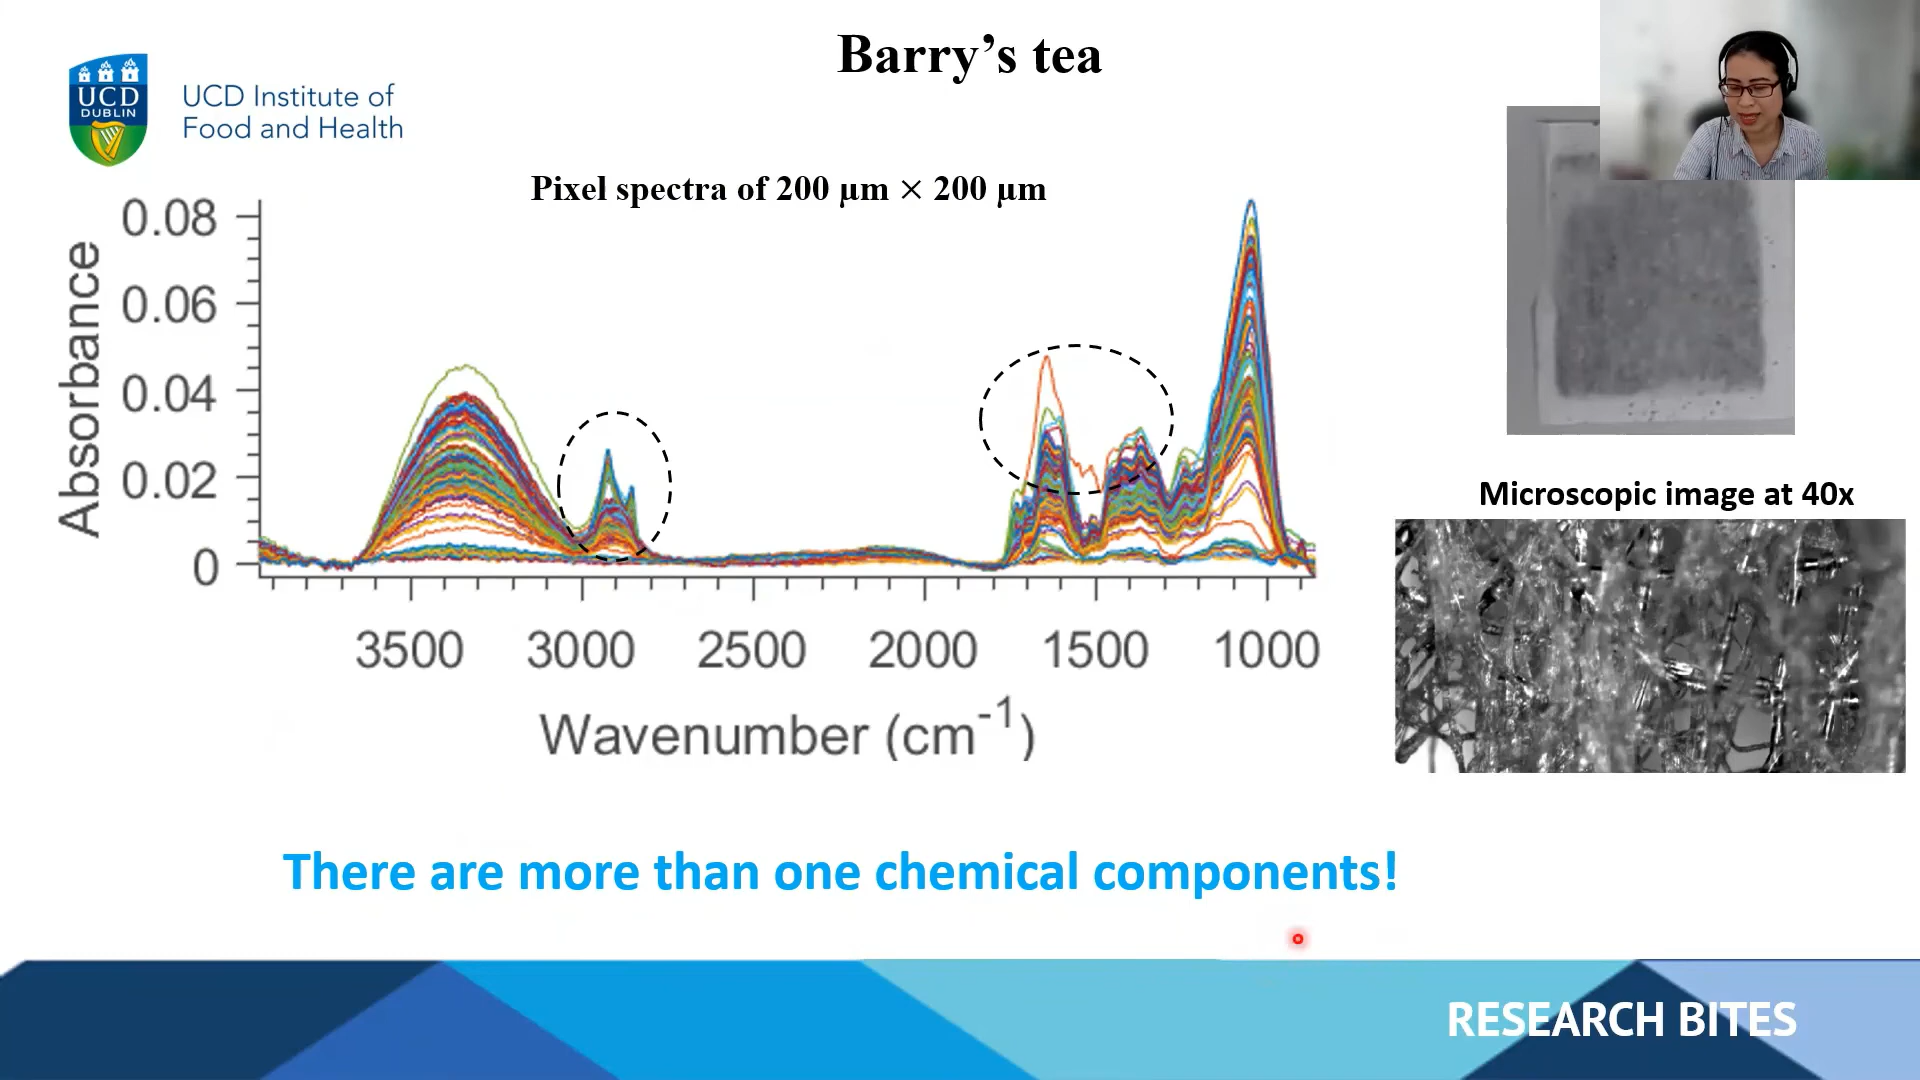 Barry’s tea
UCD
DUBLIN
UCD Institute of
Food and Health
Pixel spectra of 200 µm × 200 µm
Absorbance
0.08
0.06
0.04
0.02
0
3500 3000 2500 2000 1500 1000
Wavenumber (cm⁻¹)
Microscopic image at 40x
There are more than one chemical components!
RESEARCH BITES